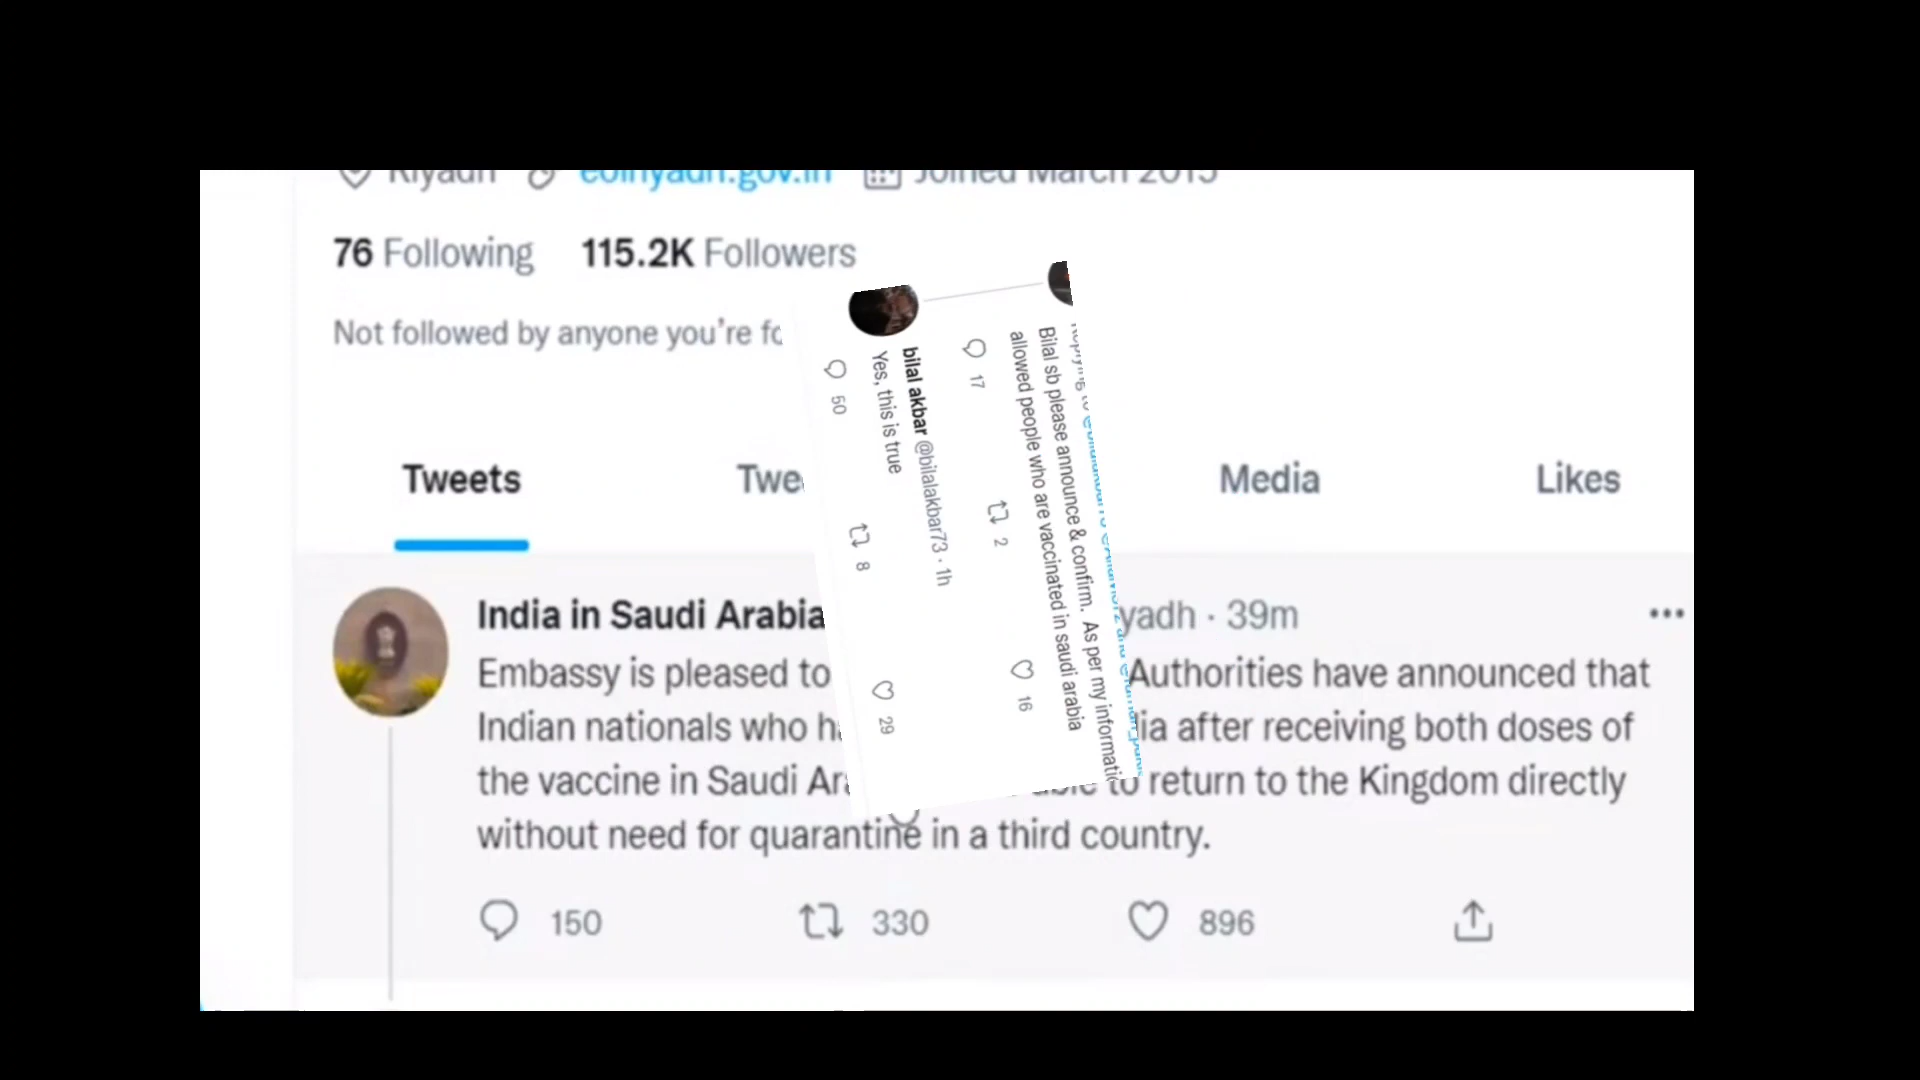 Riyadh eoiriyadh.gov.in Joined March 2015
76 Following 115.2K Followers
Not followed by anyone you're fo
Tweets Twe Media Likes
India in Saudi Arabia yadh · 39m •••
Embassy is pleased to Authorities have announced that
Indian nationals who ha ia after receiving both doses of
the vaccine in Saudi Ara able to return to the Kingdom directly
without need for quarantine in a third country.
150 330 896
Replying to
Bilal sb please announce & confirm. As per my informatio
allowed people who are vaccinated in saudi arabia
17 2 16
bilal akbar @bilalakbar73 · 1h
Yes, this is true
50 8 29